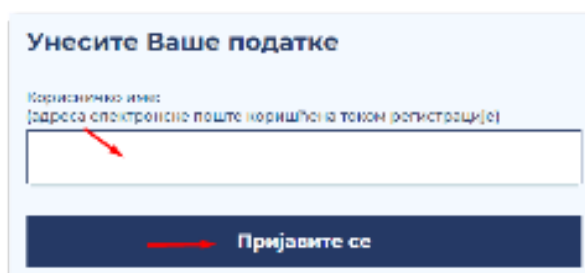 Унесите Ваше податке
Корисничко име:
(адреса електронске поште коришћена током регистрације)
Пријавите се